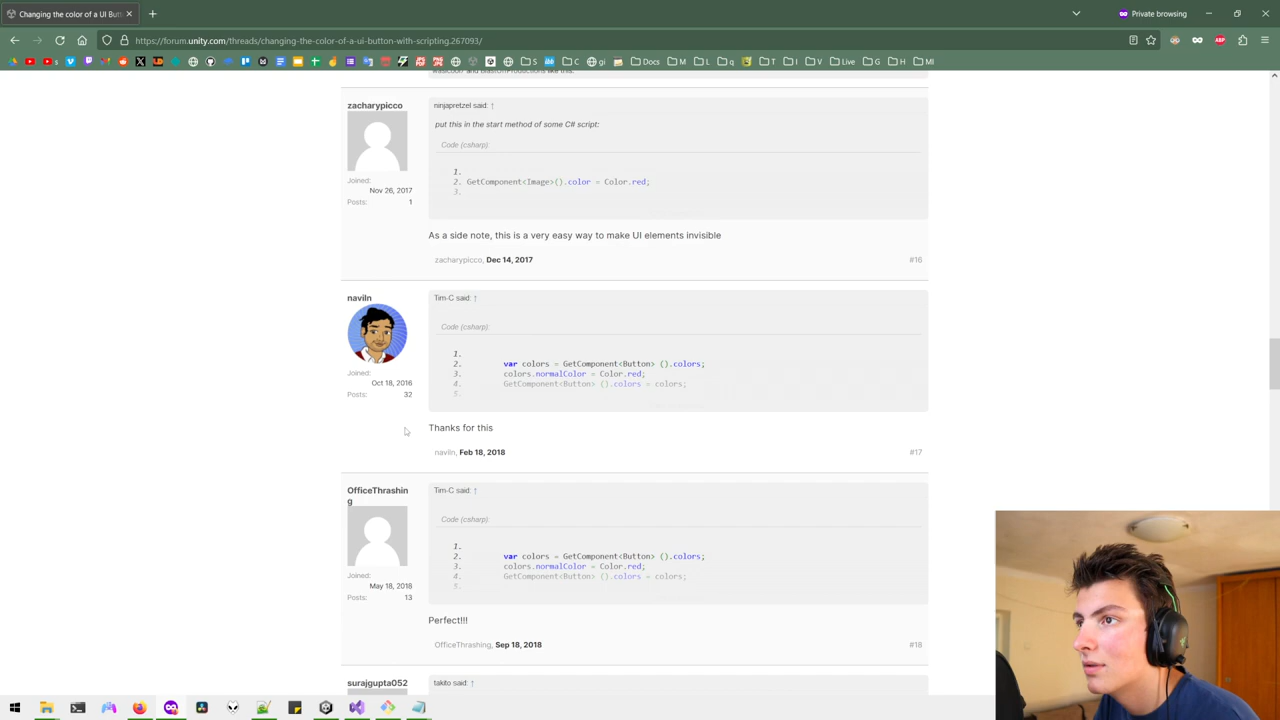 Changing the color of a UI But
Private browsing
https://forum.unity.com/threads/changing-the-color-of-a-ui-button-with-scripting.267093/
S
C
gi
Docs
M
L
q
T
I
V
Live
G
H
MI
zacharypicco
Joined:
Nov 26, 2017
Posts: 1
ninjapretzel said: ↑
put this in the start method of some C# script:
Code (csharp):
1.
2. GetComponent<Image>().color = Color.red;
3.
As a side note, this is a very easy way to make UI elements invisible
zacharypicco, Dec 14, 2017
#16
naviln
Joined:
Oct 18, 2016
Posts: 32
Tim-C said: ↑
Code (csharp):
1.
2. var colors = GetComponent<Button> ().colors;
3. colors.normalColor = Color.red;
4. GetComponent<Button> ().colors = colors;
5.
Thanks for this
naviln, Feb 18, 2018
#17
OfficeThrashin
g
Joined:
May 18, 2018
Posts: 13
Tim-C said: ↑
Code (csharp):
1.
2. var colors = GetComponent<Button> ().colors;
3. colors.normalColor = Color.red;
4. GetComponent<Button> ().colors = colors;
5.
Perfect!!!
OfficeThrashing, Sep 18, 2018
#18
surajgupta052
takito said: ↑